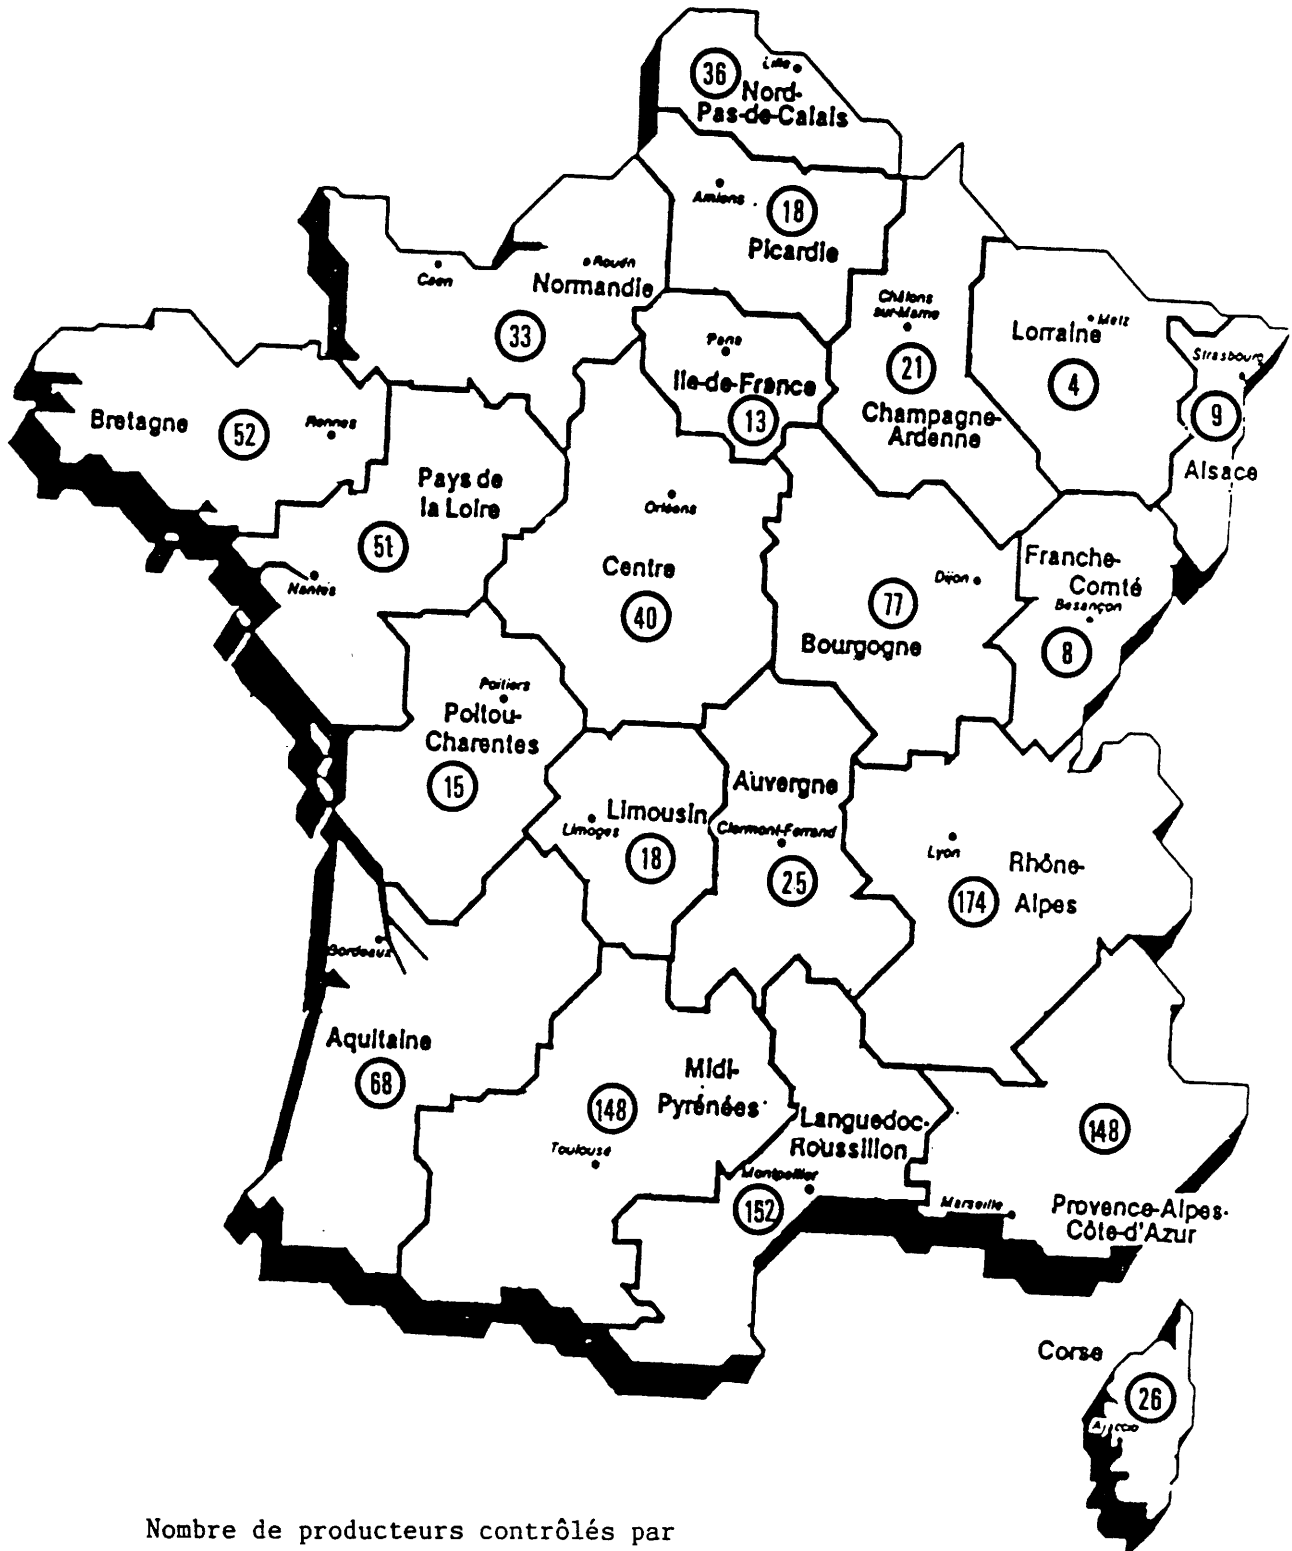 36
Lille
Nord-
Pas-de-Calais
Amiens
18
Picardie
Caen
Rouen
Normandie
33
Châlons
sur-Marne
21
Champagne-
Ardenne
Metz
Lorraine
4
Strasbourg
9
Alsace
Paris
Ile-de-France
13
Bretagne
52
Rennes
Pays de
la Loire
51
Nantes
Orléans
Centre
40
Dijon
77
Bourgogne
Franche-
Comté
Besançon
8
Poitiers
Poitou-
Charentes
15
Limousin
Limoges
18
Auvergne
Clermont-Ferrand
25
Lyon
Rhône-
Alpes
174
Bordeaux
Aquitaine
68
Midi-
Pyrénées
148
Toulouse
Languedoc-
Roussillon
Montpellier
152
148
Marseille
Provence-Alpes-
Côte-d'Azur
Corse
26
Ajaccio
Nombre de producteurs contrôlés par